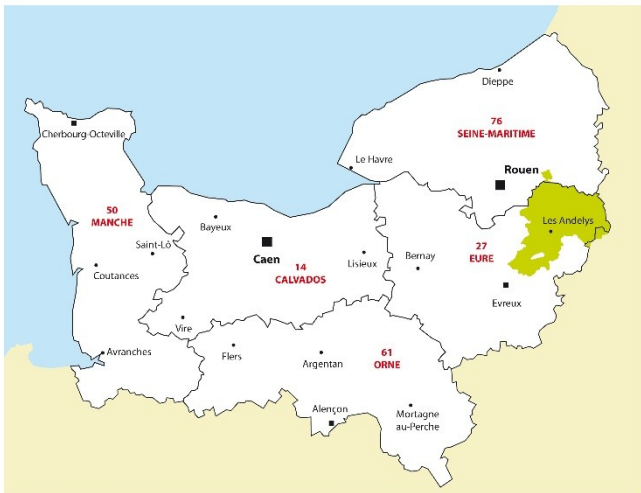 Dieppe
76
SEINE-MARITIME
Cherbourg-Octeville
Le Havre
Rouen
50
MANCHE
Bayeux
Les Andelys
Saint-Lô
Caen
Lisieux
27
EURE
Bernay
Coutances
14
CALVADOS
Evreux
Vire
Avranches
Flers
Argentan
61
ORNE
Alençon
Mortagne
au-Perche